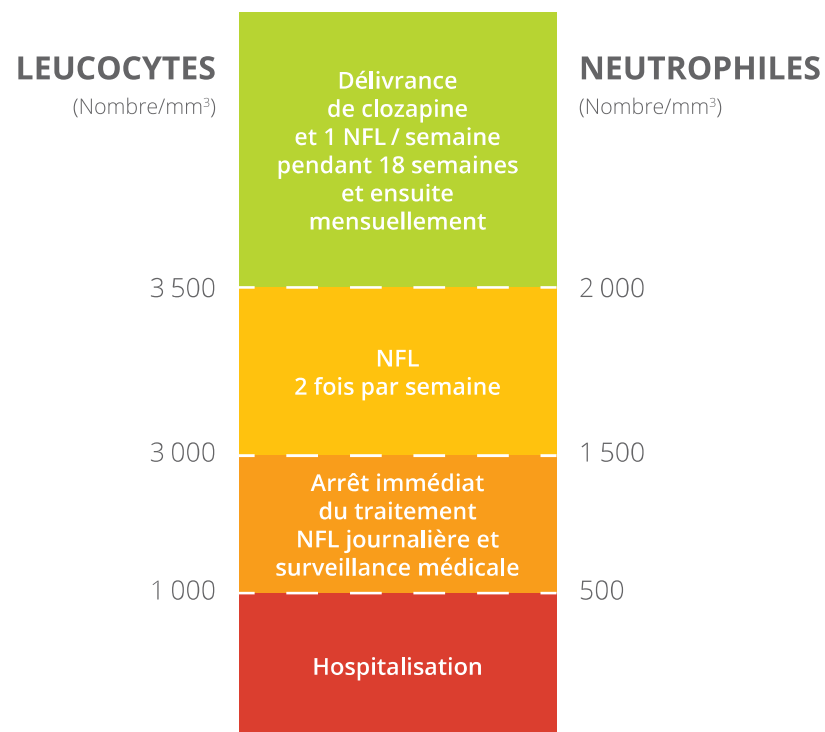 LEUCOCYTES
(Nombre/mm³)
NEUTROPHILES
(Nombre/mm³)
Délivrance
de clozapine
et 1 NFL / semaine
pendant 18 semaines
et ensuite
mensuellement
3 500
2 000
NFL
2 fois par semaine
3 000
1 500
Arrêt immédiat
du traitement
NFL journalière et
surveillance médicale
1 000
500
Hospitalisation